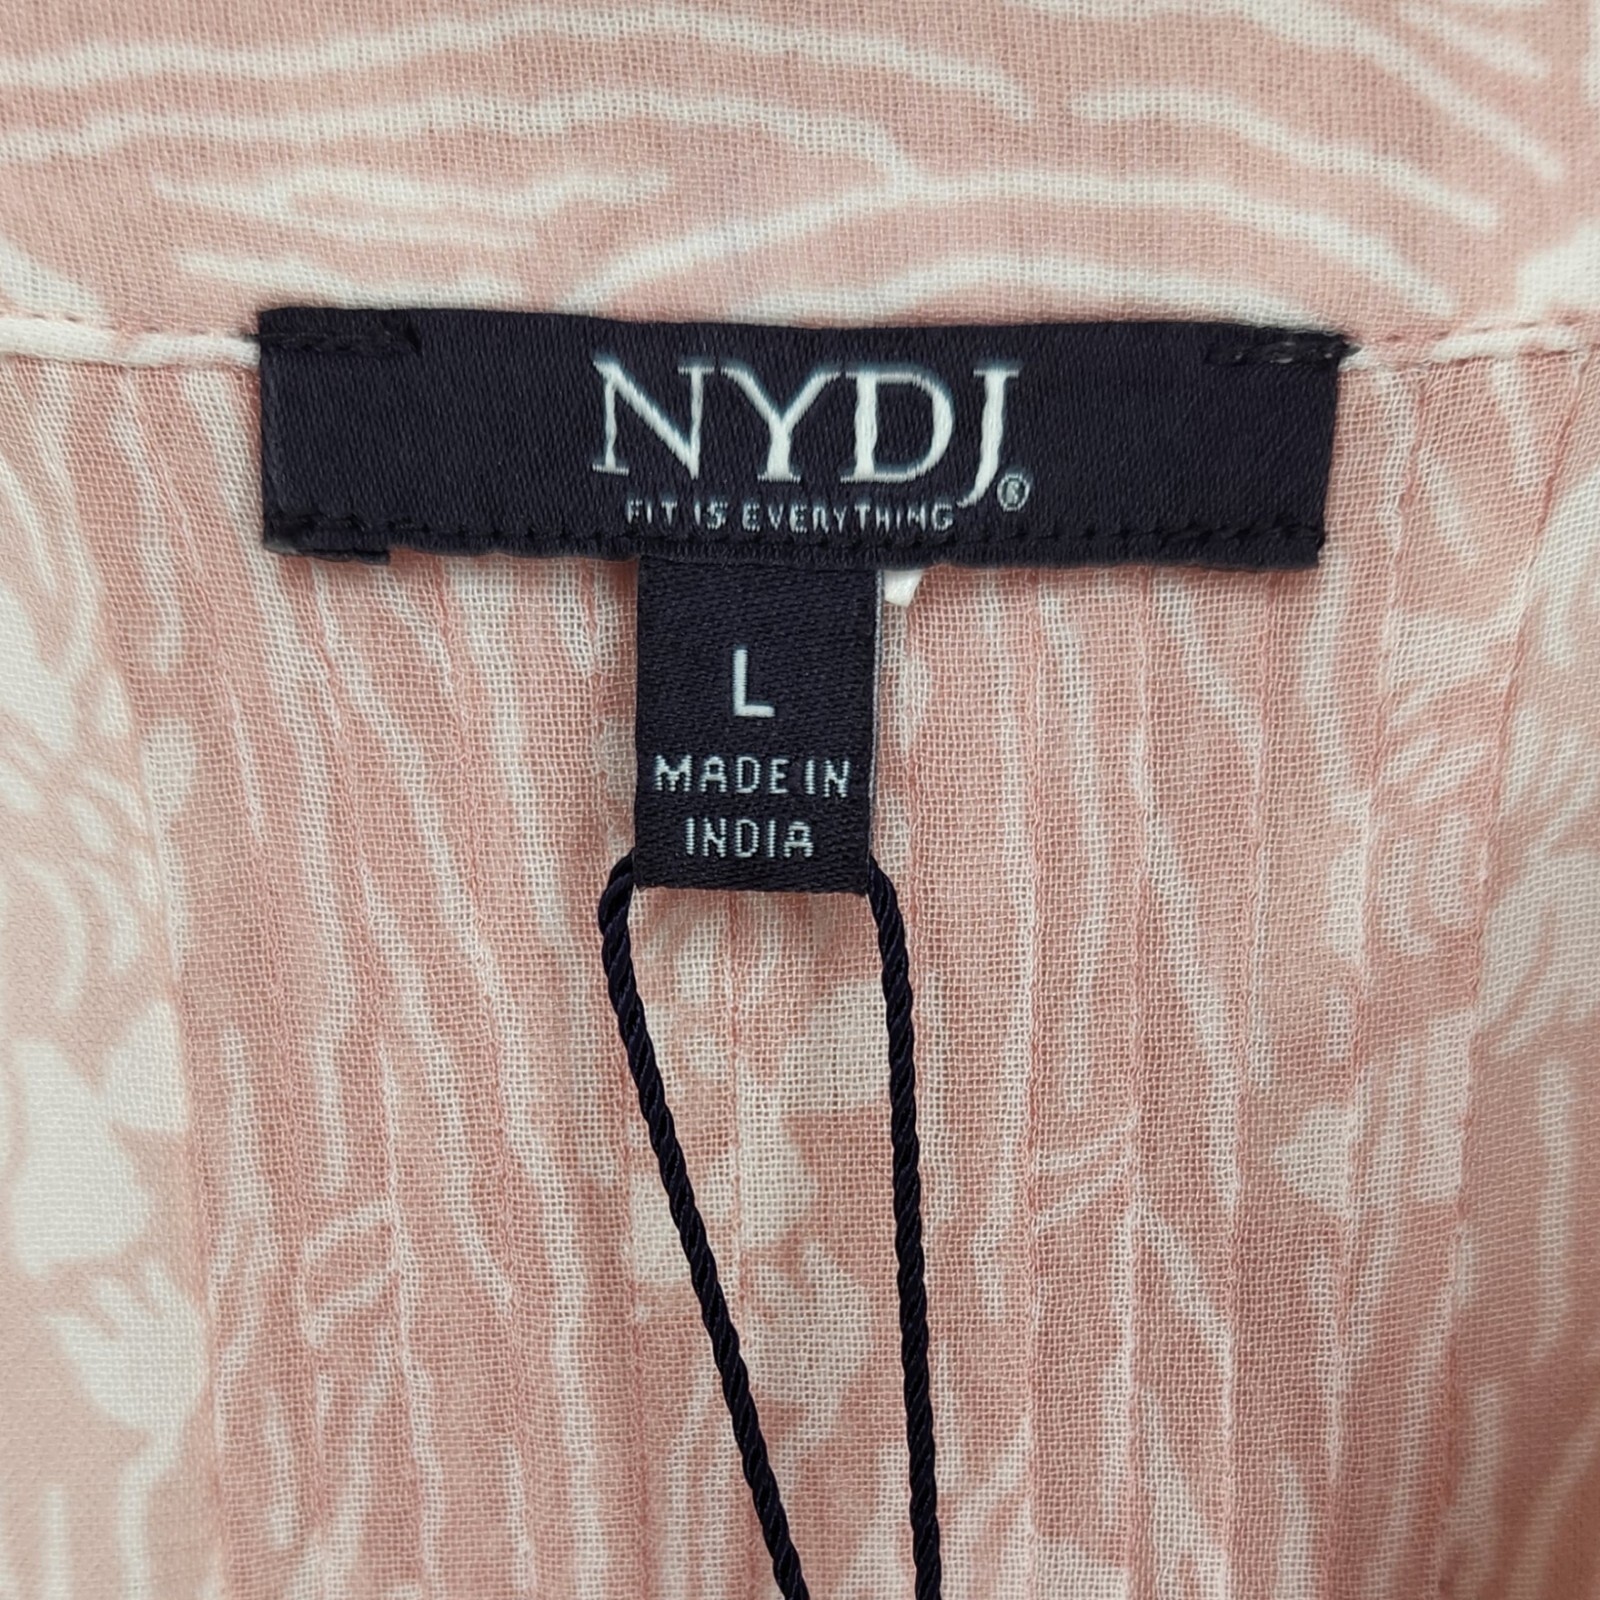 NYDJ®
FIT IS EVERYTHING
L
MADE IN
INDIA